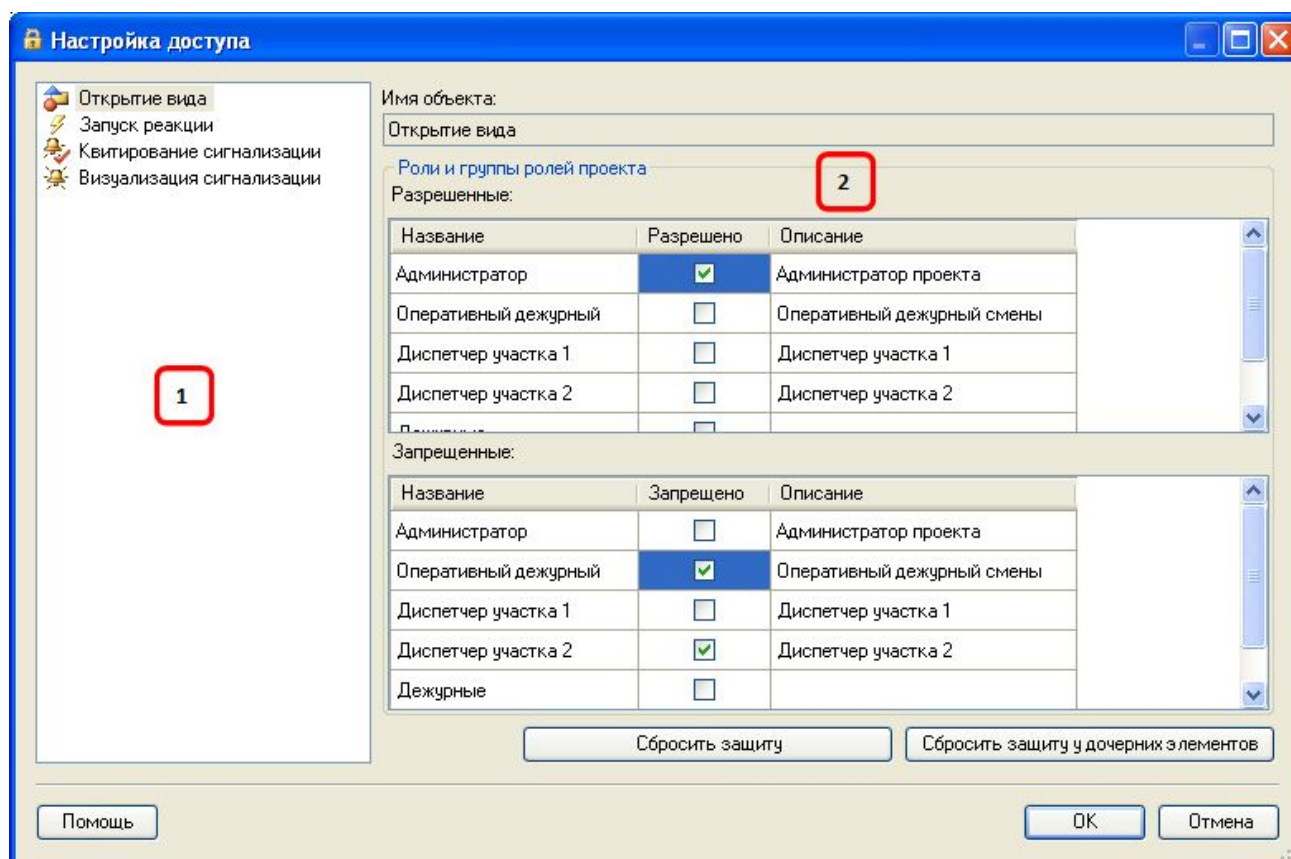 Настройка доступа
Открытие вида
Запуск реакции
Квитирование сигнализации
Визуализация сигнализации
1
Имя объекта:
Открытие вида
Роли и группы ролей проекта
2
Разрешенные:
Название Разрешено Описание
Администратор Администратор проекта
Оперативный дежурный Оперативный дежурный смены
Диспетчер участка 1 Диспетчер участка 1
Диспетчер участка 2 Диспетчер участка 2
Запрещенные:
Название Запрещено Описание
Администратор Администратор проекта
Оперативный дежурный Оперативный дежурный смены
Диспетчер участка 1 Диспетчер участка 1
Диспетчер участка 2 Диспетчер участка 2
Дежурные
Сбросить защиту Сбросить защиту у дочерних элементов
Помощь OK Отмена